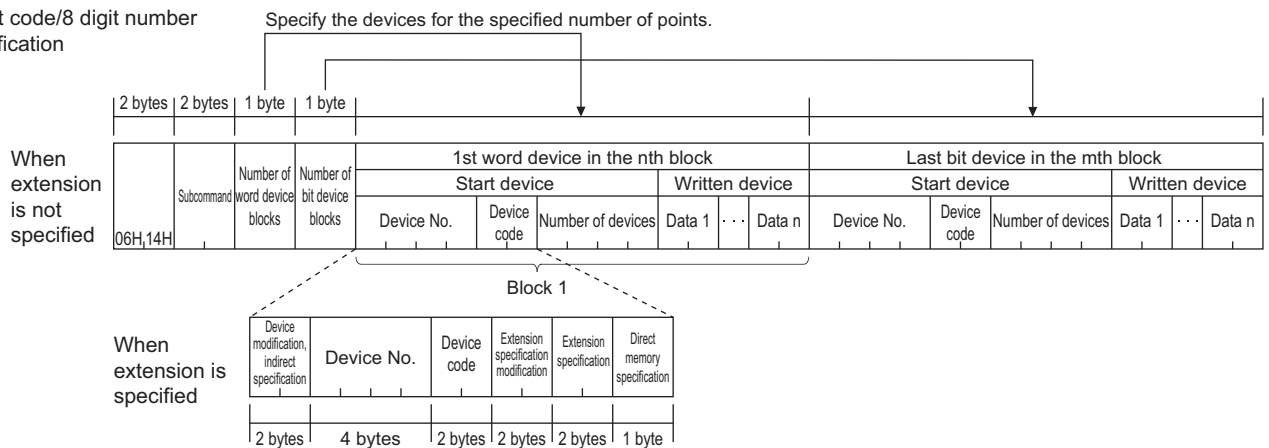 t code/8 digit number
fication
Specify the devices for the specified number of points.
2 bytes 2 bytes 1 byte 1 byte
When
extension
is not
specified
06H 14H
Subcommand
Number of
word device
blocks
Number of
bit device
blocks
1st word device in the nth block
Start device
Written device
Device No.
Device
code
Number of devices
Data 1
· · ·
Data n
Last bit device in the mth block
Start device
Written device
Device No.
Device
code
Number of devices
Data 1
· · ·
Data n
Block 1
When
extension is
specified
Device
modification,
indirect
specification
Device No.
Device
code
Extension
specification
modification
Extension
specification
Direct
memory
specification
2 bytes 4 bytes 2 bytes 2 bytes 2 bytes 1 byte